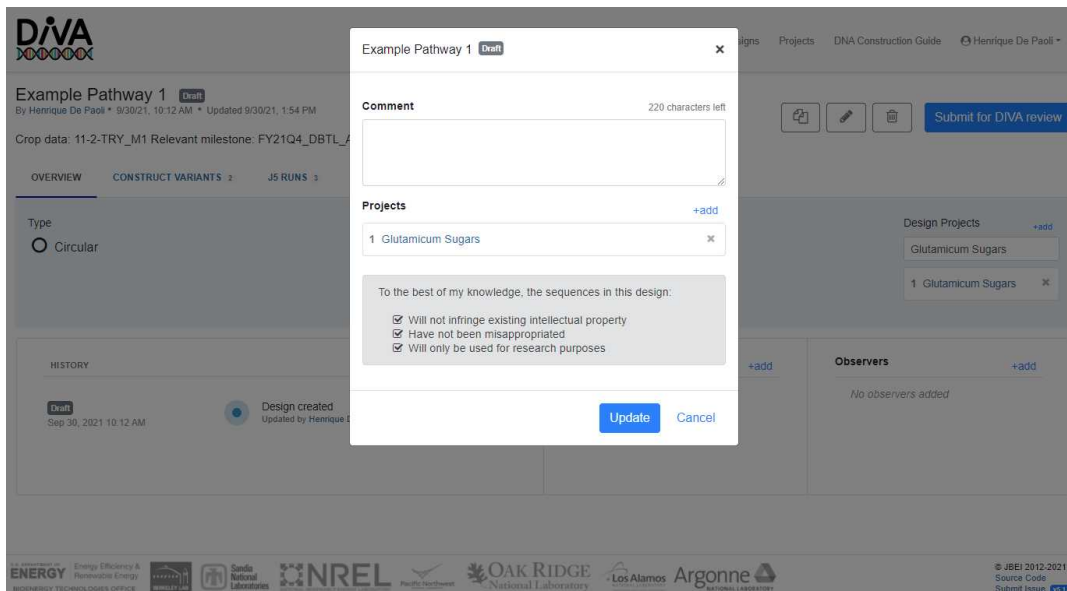 DiVA
Projects
DNA Construction Guide
Henrique De Paoli
Example Pathway 1 Draft
By Henrique De Paoli * 9/30/21, 10:12 AM * Updated 9/30/21, 1:54 PM
Crop data: 11-2-TRY_M1 Relevant milestone: FY21Q4_DBTL_
Submit for DIVA review
OVERVIEW
CONSTRUCT VARIANTS 2
J5 RUNS 3
Type
Circular
Design Projects
+add
Glutamicum Sugars
1 Glutamicum Sugars
HISTORY
Draft
Sep 30, 2021 10:12 AM
Design created
Updated by Henrique
+add
Observers
+add
No observers added
Example Pathway 1 Draft
Comment
220 characters left
Projects
+add
1 Glutamicum Sugars
To the best of my knowledge, the sequences in this design:
Will not infringe existing intellectual property
Have not been misappropriated
Will only be used for research purposes
Update
Cancel
U.S. DEPARTMENT OF
ENERGY
Energy Efficiency &
Renewable Energy
BIOENERGY TECHNOLOGIES OFFICE
BERKELEY LAB
Sandia
National
Laboratories
NREL
Pacific Northwest
OAK RIDGE
National Laboratory
Los Alamos
Argonne
NATIONAL LABORATORY
© JBEI 2012-2021
Source Code
Submit Issue